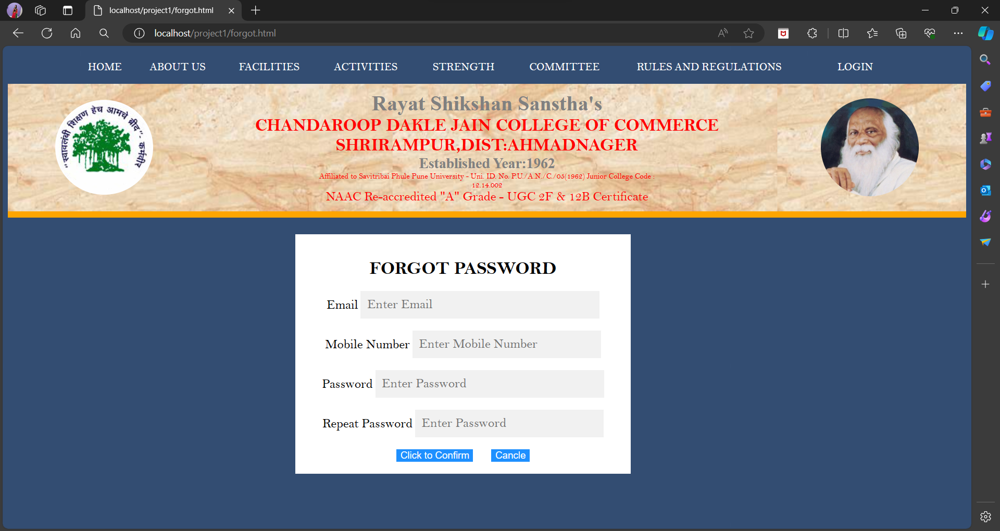 localhost/project1/forgot.html
localhost/project1/forgot.html
HOME ABOUT US FACILITIES ACTIVITIES STRENGTH COMMITTEE RULES AND REGULATIONS LOGIN
"स्वावलंबी शिक्षण हेच आमचे ब्रीद"- कर्मवीर
Rayat Shikshan Sanstha's
CHANDAROOP DAKLE JAIN COLLEGE OF COMMERCE
SHRIRAMPUR,DIST:AHMADNAGER
Established Year:1962
Affiliated to Savitribai Phule Pune University - Uni. ID. No. P.U./A.N./C./05(1962) Junior College Code :
12.14.002
NAAC Re-accredited "A" Grade - UGC 2F & 12B Certificate
FORGOT PASSWORD
Email Enter Email
Mobile Number Enter Mobile Number
Password Enter Password
Repeat Password Enter Password
Click to Confirm Cancle